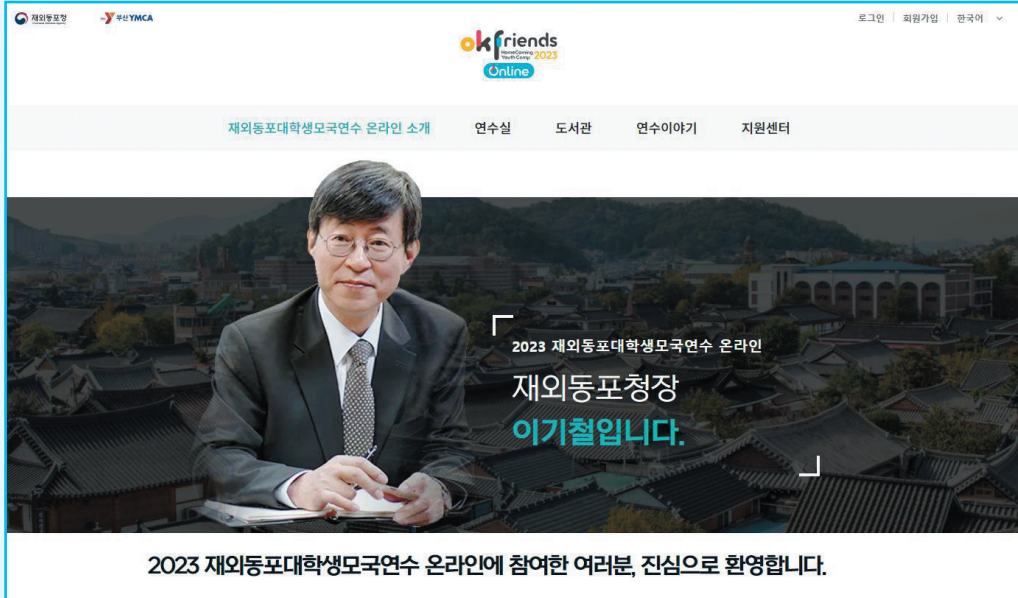 재외동포청
부산YMCA
로그인 회원가입 한국어
okfriends
HomeComing
Youth Camp 2023
Online
재외동포대학생모국연수 온라인 소개 연수실 도서관 연수이야기 지원센터
2023 재외동포대학생모국연수 온라인
재외동포청장
이기철입니다.
2023 재외동포대학생모국연수 온라인에 참여한 여러분, 진심으로 환영합니다.